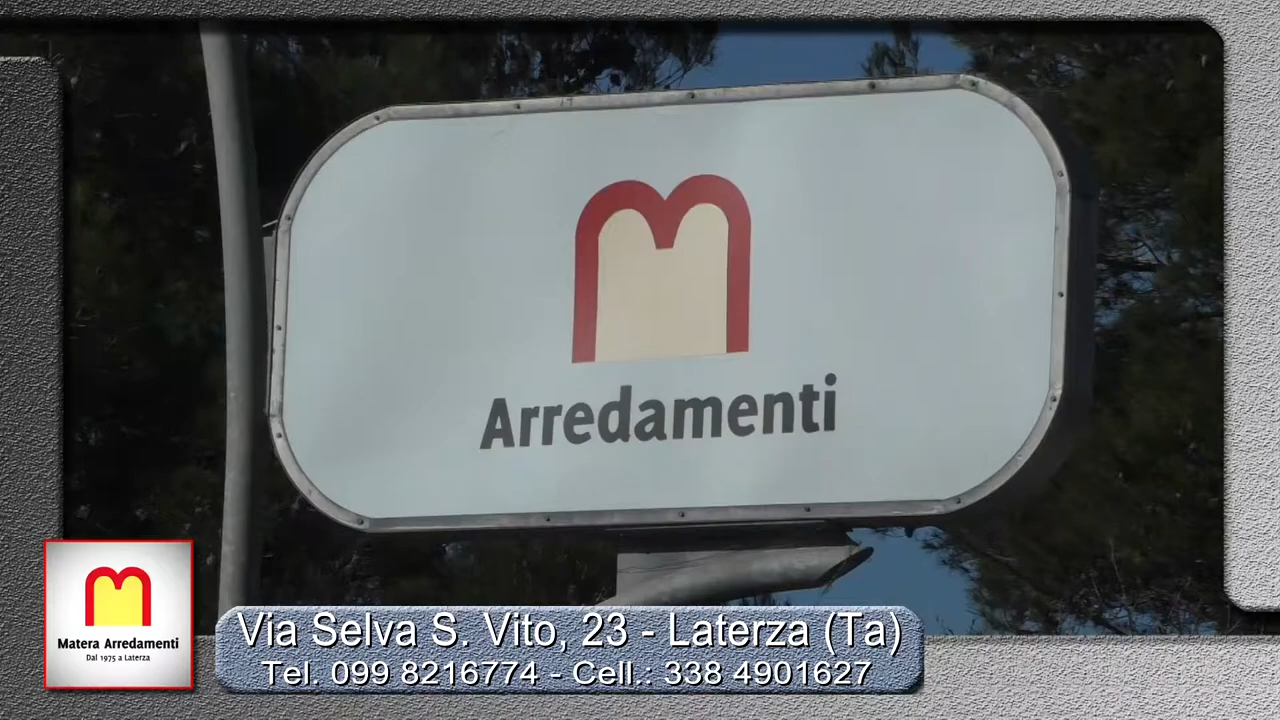 Arredamenti
Matera Arredamenti
Dal 1975 a Laterza
Via Selva S. Vito, 23 - Laterza (Ta)
Tel. 099 8216774 - Cell.: 338 4901627